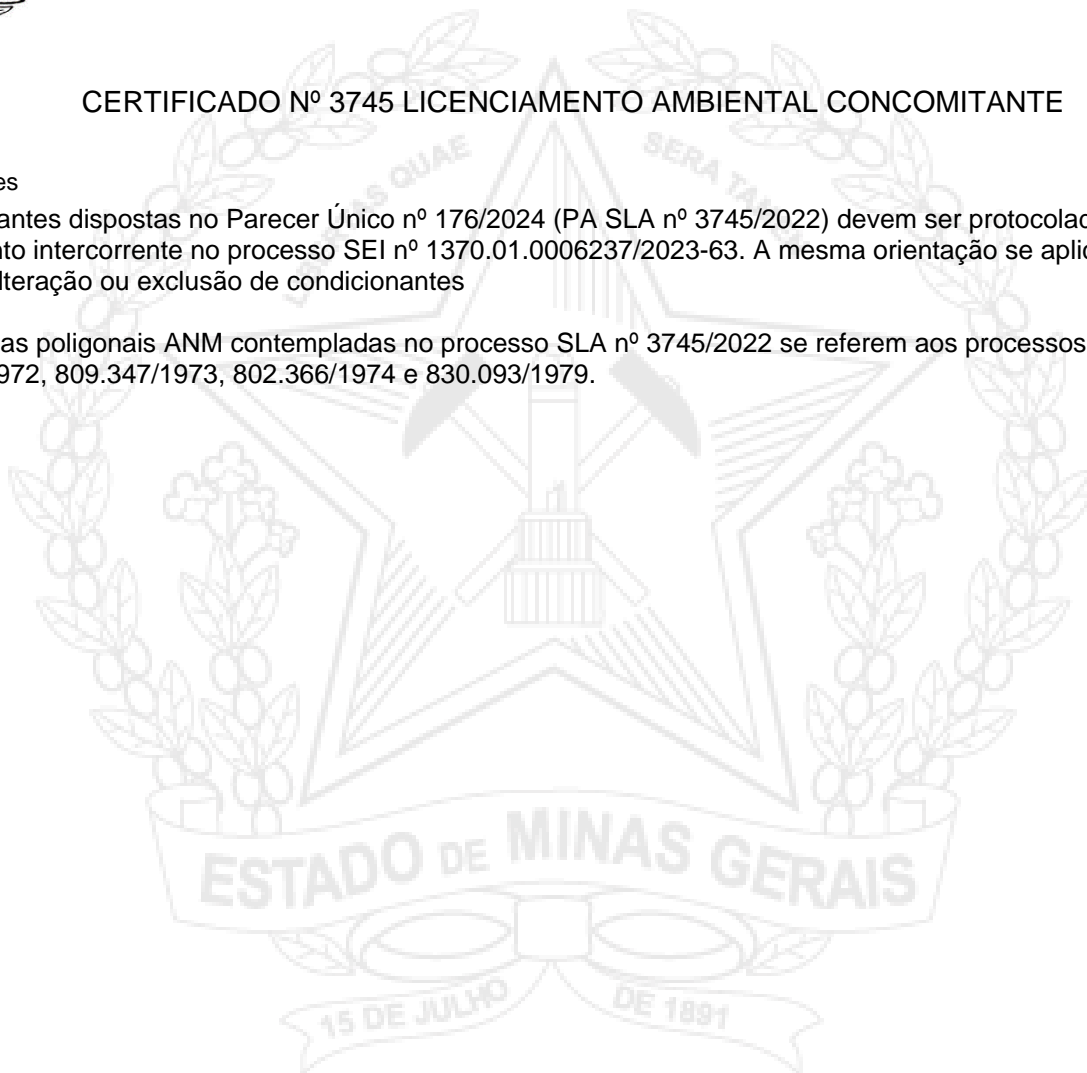 CERTIFICADO Nº 3745 LICENCIAMENTO AMBIENTAL CONCOMITANTE
es
antes dispostas no Parecer Único nº 176/2024 (PA SLA nº 3745/2022) devem ser protocolad
nto intercorrente no processo SEI nº 1370.01.0006237/2023-63. A mesma orientação se aplic
lteração ou exclusão de condicionantes
as poligonais ANM contempladas no processo SLA nº 3745/2022 se referem aos processos
972, 809.347/1973, 802.366/1974 e 830.093/1979.
QUAE
SERA
ESTADO DE MINAS GERAIS
15 DE JULHO DE 1891